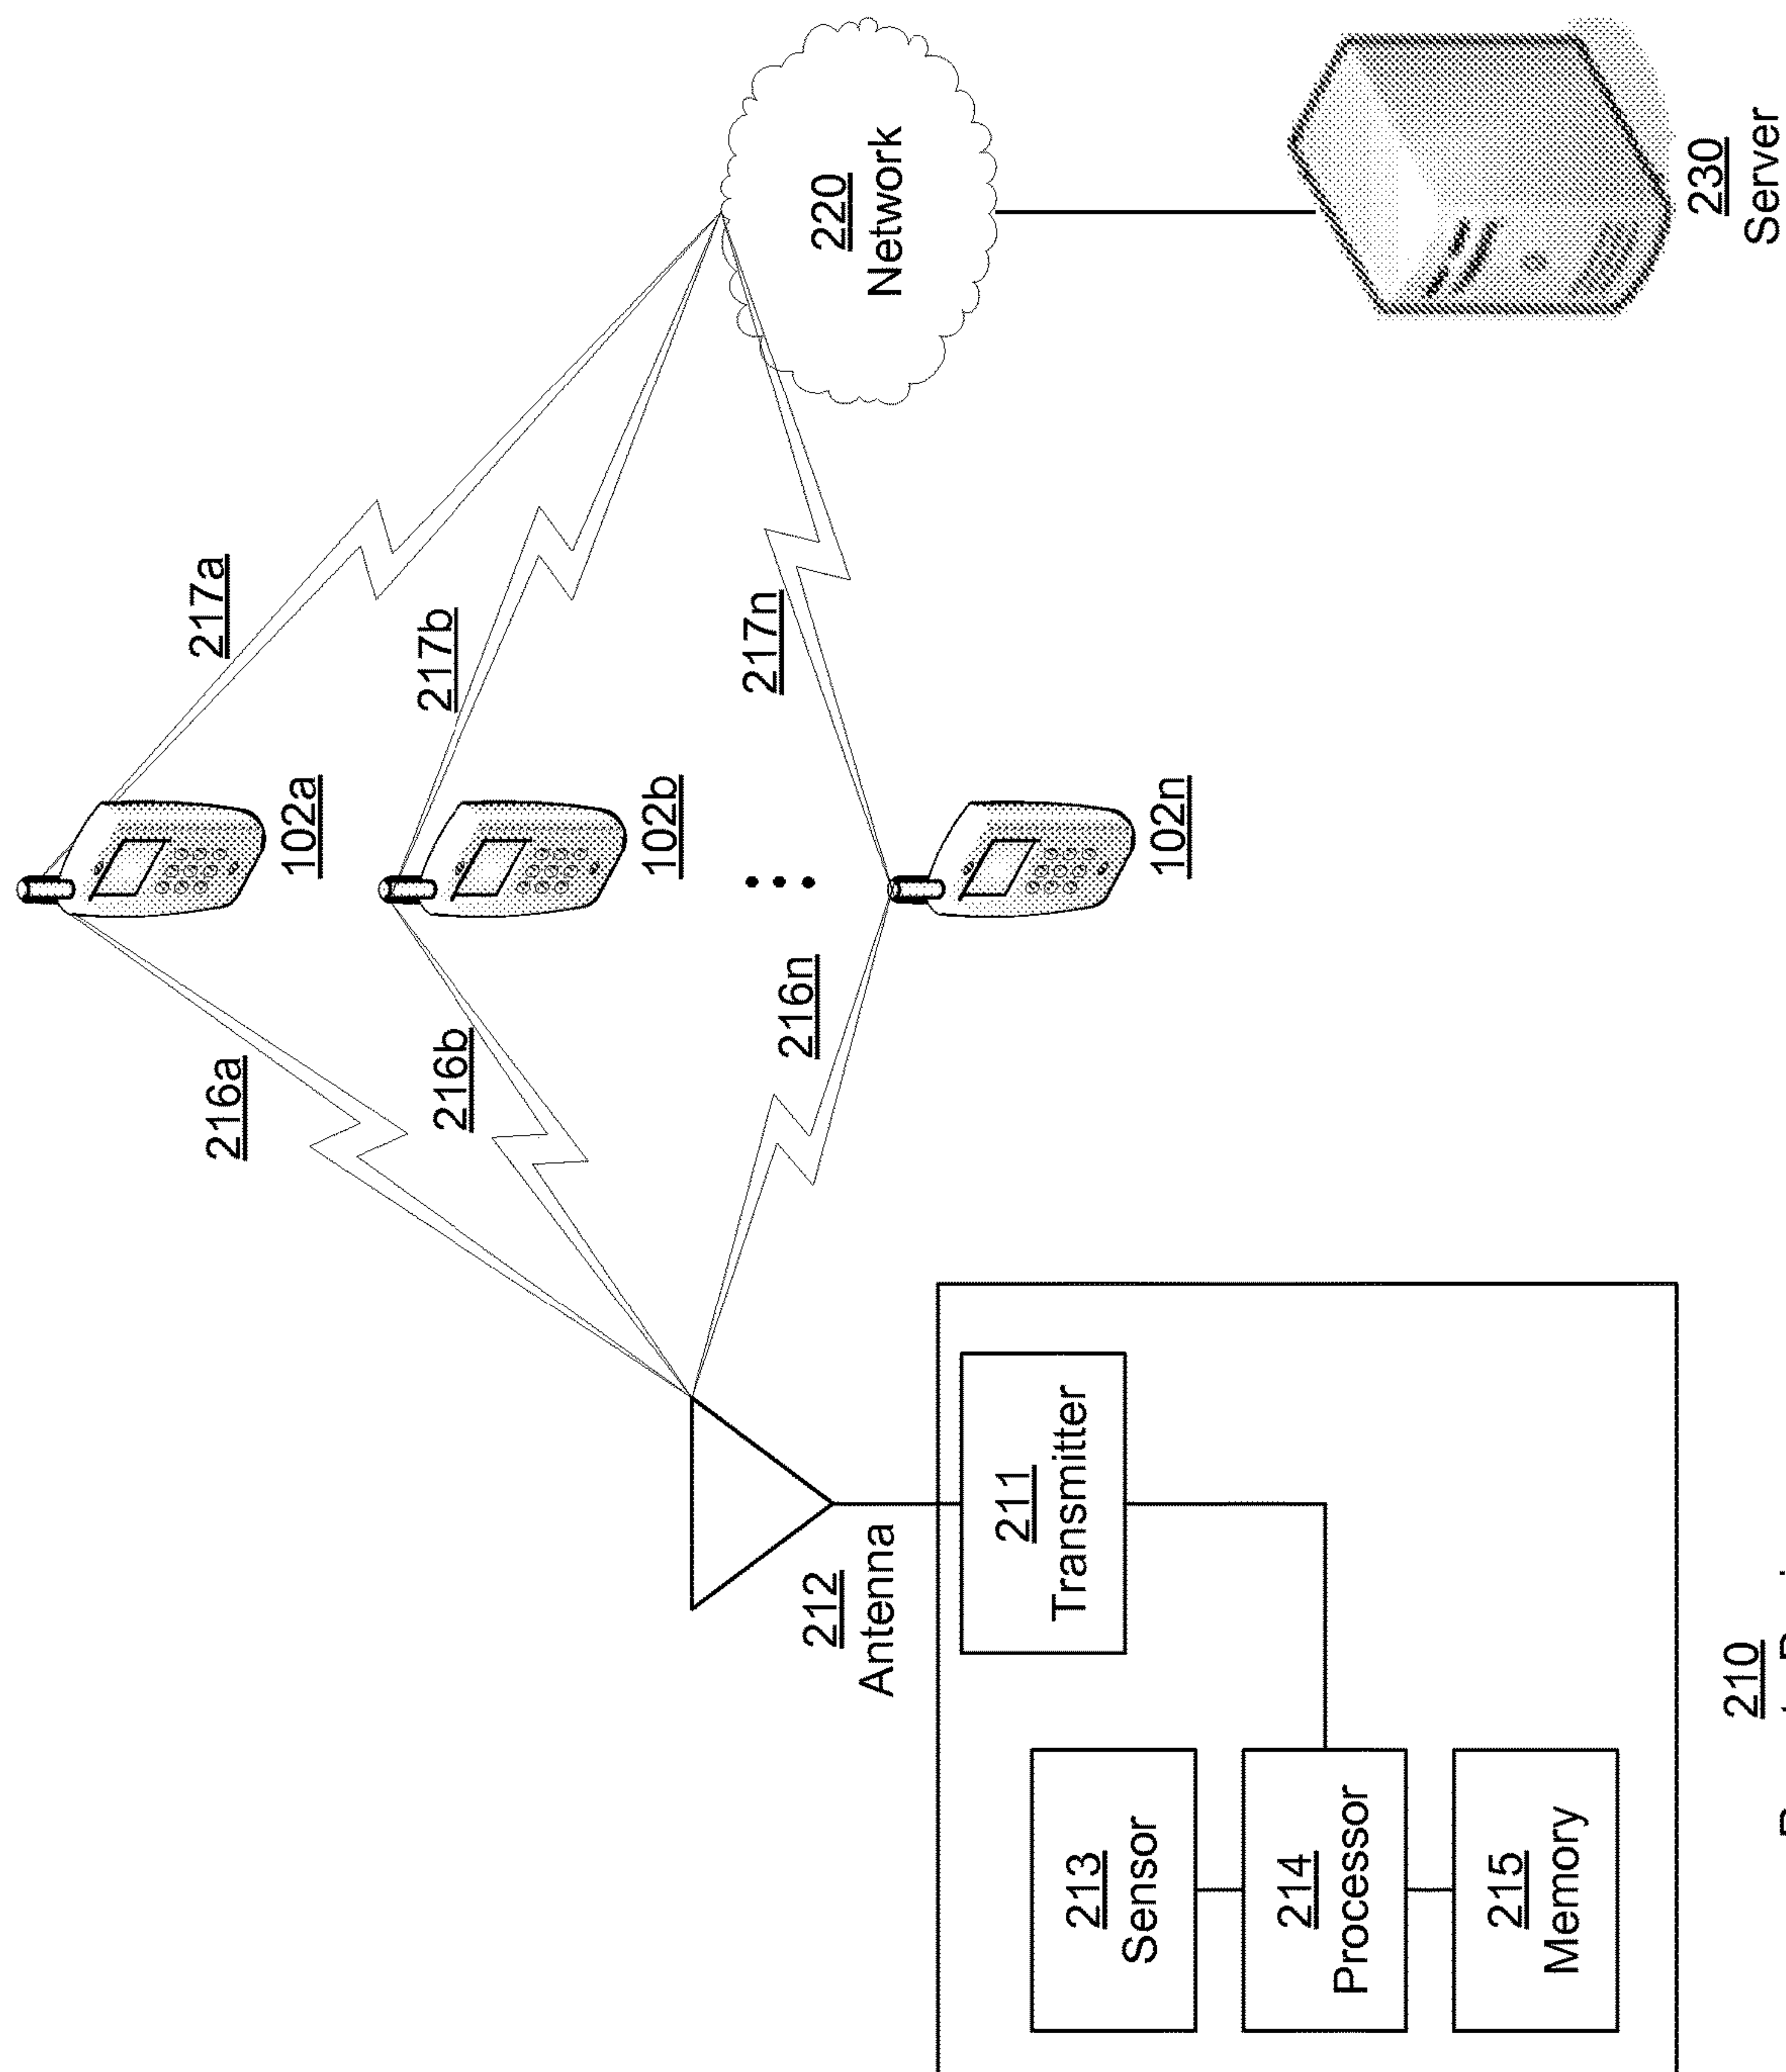 217a
216a
102a
217b
216b
102b
217n
216n
212
Antenna
220
Network
102n
211
Transmitter
213
Sensor
214
Processor
215
Memory
230
Server
210